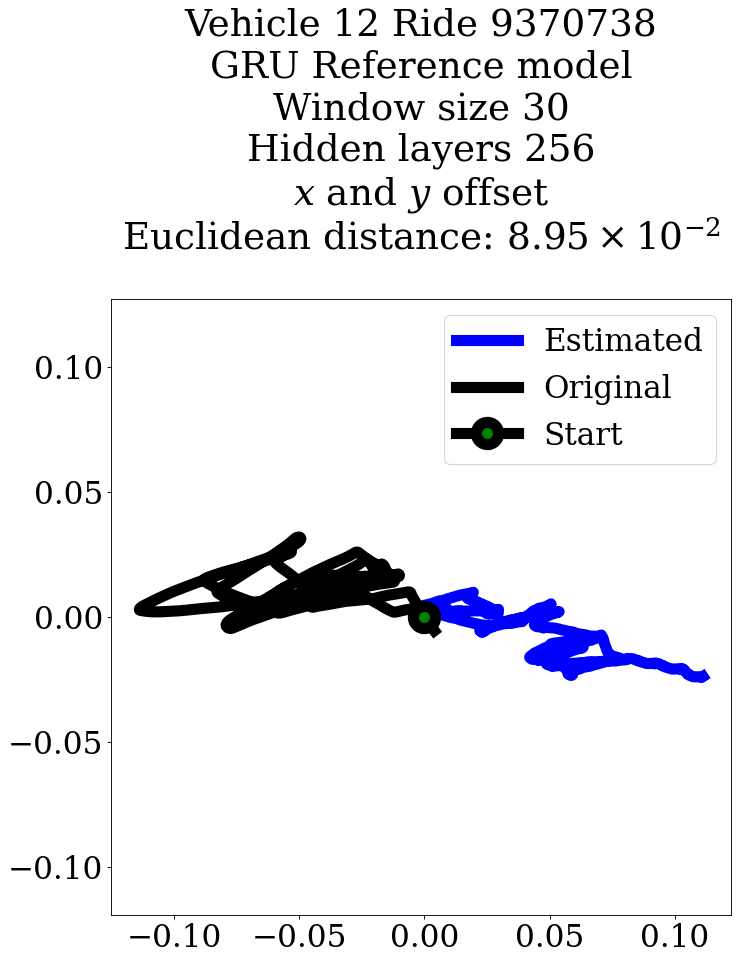 Vehicle 12 Ride 9370738
GRU Reference model
Window size 30
Hidden layers 256
x and y offset
Euclidean distance: 8.95 × 10⁻²
Estimated
Original
Start
0.10
0.05
0.00
−0.05
−0.10
−0.10 −0.05 0.00 0.05 0.10